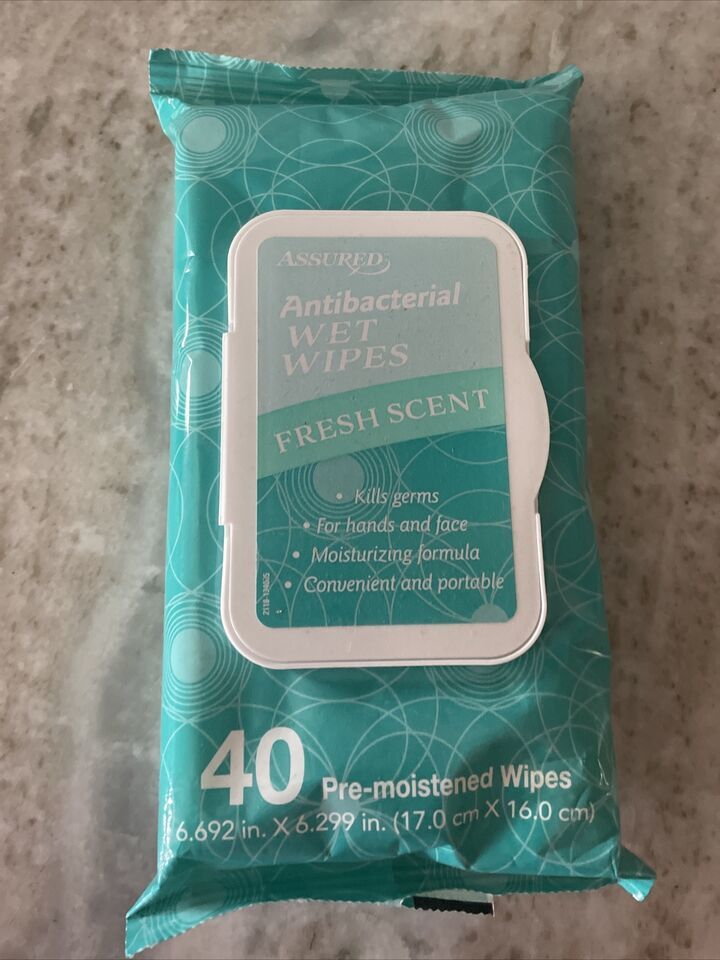 ASSURED
Antibacterial
WET
WIPES
FRESH SCENT
• Kills germs
• For hands and face
• Moisturizing formula
• Convenient and portable
40 Pre-moistened Wipes
6.692 in. X 6.299 in. (17.0 cm X 16.0 cm)